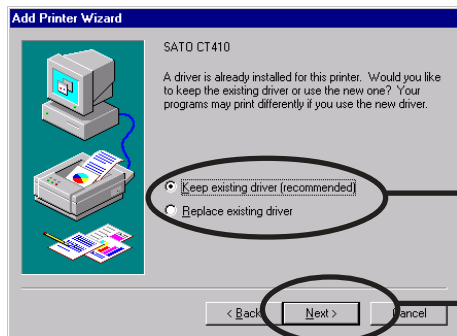 Add Printer Wizard
SATO CT410
A driver is already installed for this printer. Would you like
to keep the existing driver or use the new one? Your
programs may print differently if you use the new driver.
Keep existing driver (recommended)
Replace existing driver
< Back Next > Cancel